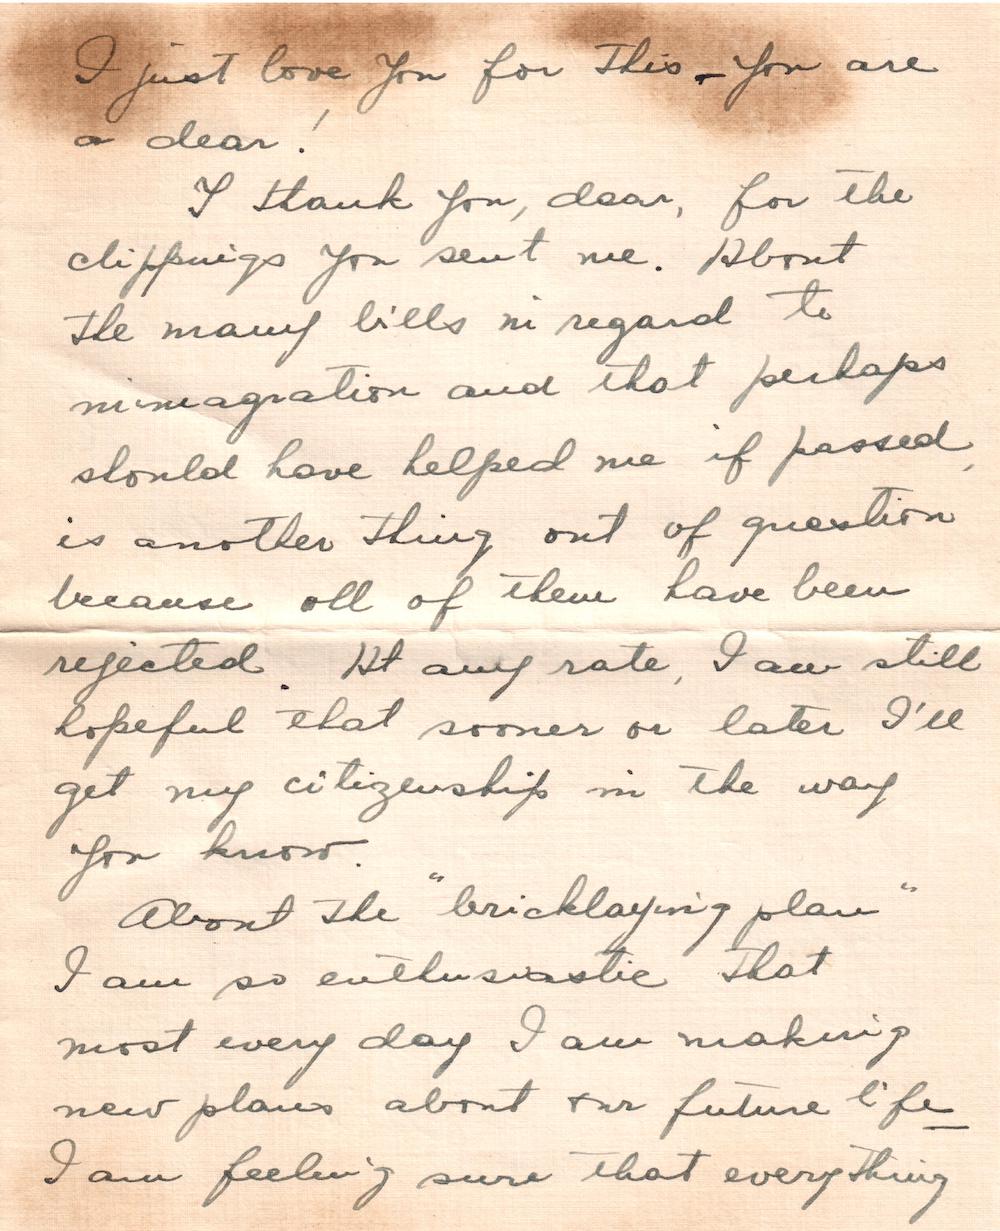 I just love you for this - you are
a dear!
I thank you, dear, for the
clippings you sent me. About
the many bills in regard to
inmagration and that perhaps
should have helped me if passed,
is another thing out of question
because all of them have been
rejected. At any rate, I am still
hopeful that sooner or later I'll
get my citizenship in the way
you know.
About the "bricklaying plan"
I am so enthusiastic that
most every day I am making
new plans about our future life_
I am feeling sure that everything